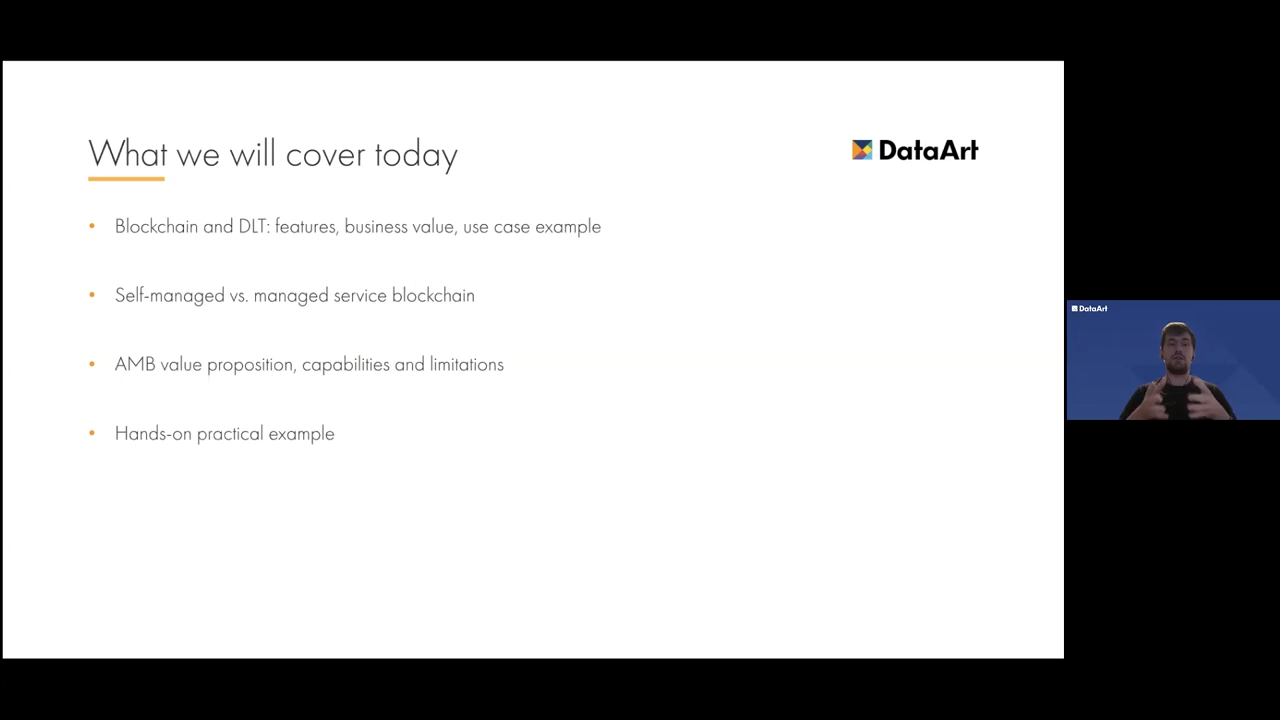 What we will cover today
DataArt
• Blockchain and DLT: features, business value, use case example
• Self-managed vs. managed service blockchain
• AMB value proposition, capabilities and limitations
• Hands-on practical example
DataArt